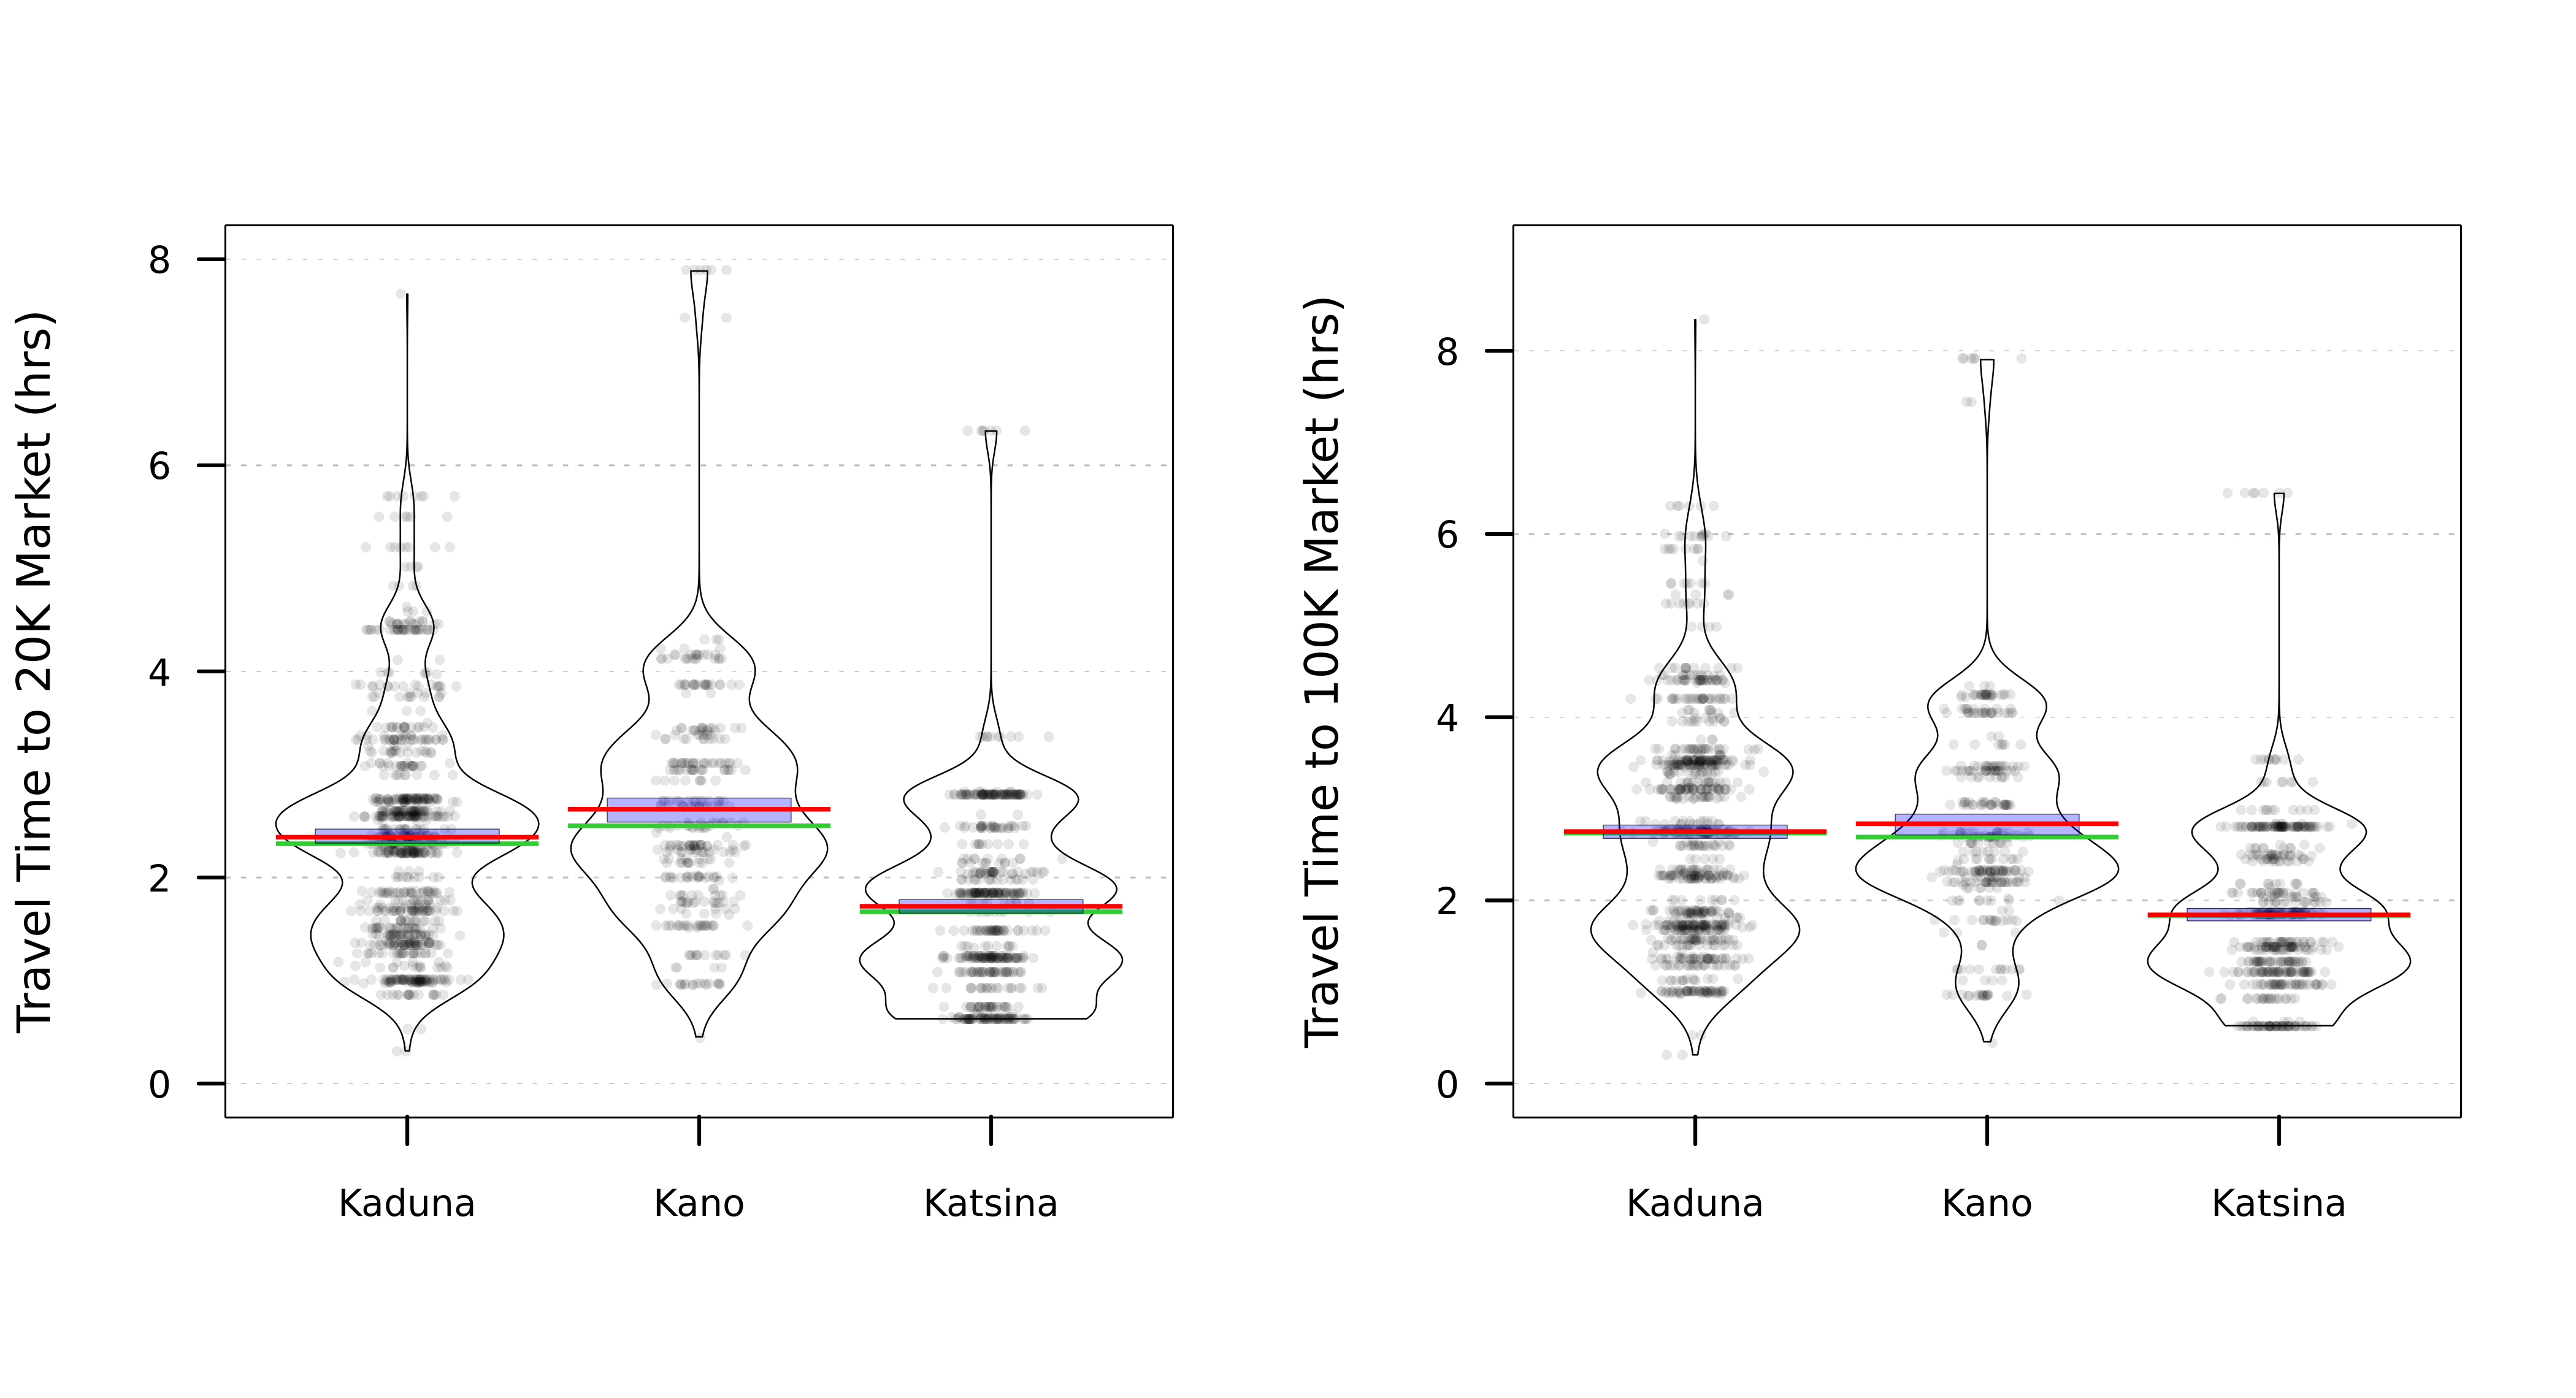 Travel Time to 20K Market (hrs)
8
6
4
2
0
Kaduna Kano Katsina
Travel Time to 100K Market (hrs)
8
6
4
2
0
Kaduna Kano Katsina